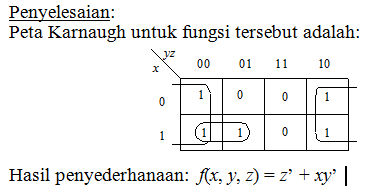 Penyelesaian:
Peta Karnaugh untuk fungsi tersebut adalah:
yz
x 00 01 11 10
0 1 0 0 1
1 1 1 0 1
Hasil penyederhanaan: f(x, y, z) = z’ + xy’